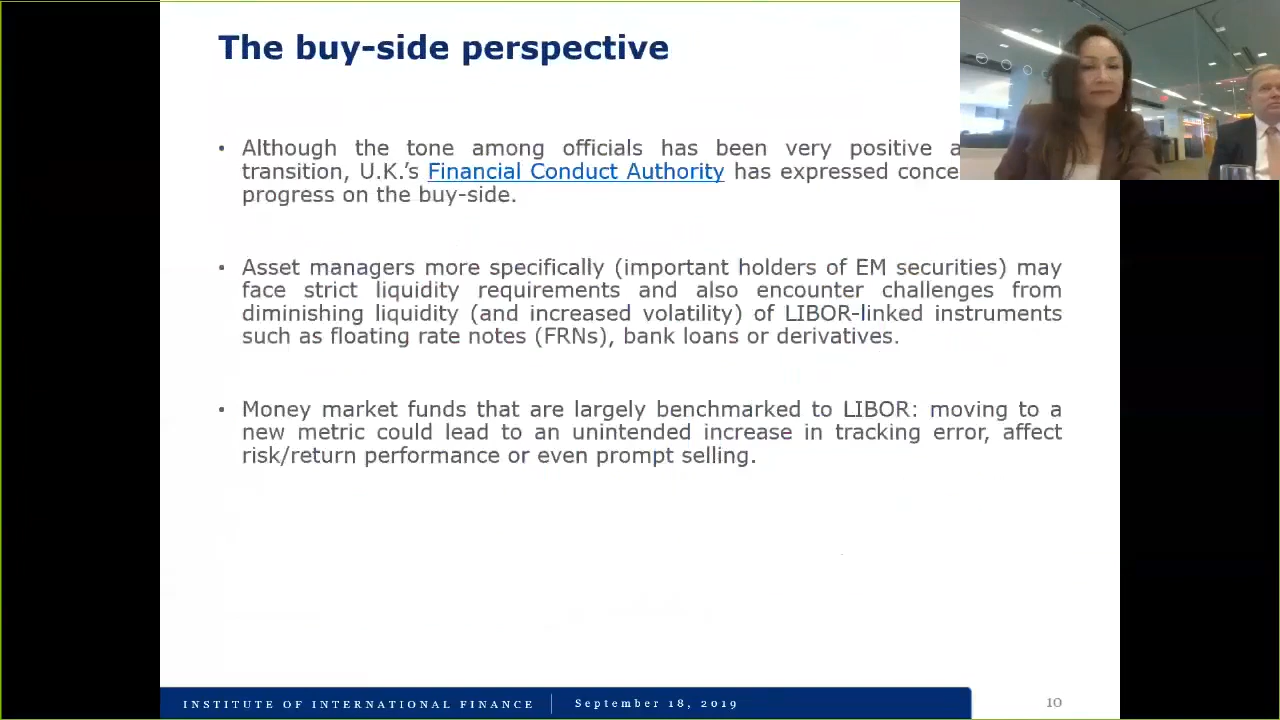 The buy-side perspective
• Although the tone among officials has been very positive
transition, U.K.'s Financial Conduct Authority has expressed
progress on the buy-side.
• Asset managers more specifically (important holders of EM securities) may
face strict liquidity requirements and also encounter challenges from
diminishing liquidity (and increased volatility) of LIBOR-linked instruments
such as floating rate notes (FRNs), bank loans or derivatives.
• Money market funds that are largely benchmarked to LIBOR: moving to a
new metric could lead to an unintended increase in tracking error, affect
risk/return performance or even prompt selling.
INSTITUTE OF INTERNATIONAL FINANCE | September 18, 2019
10